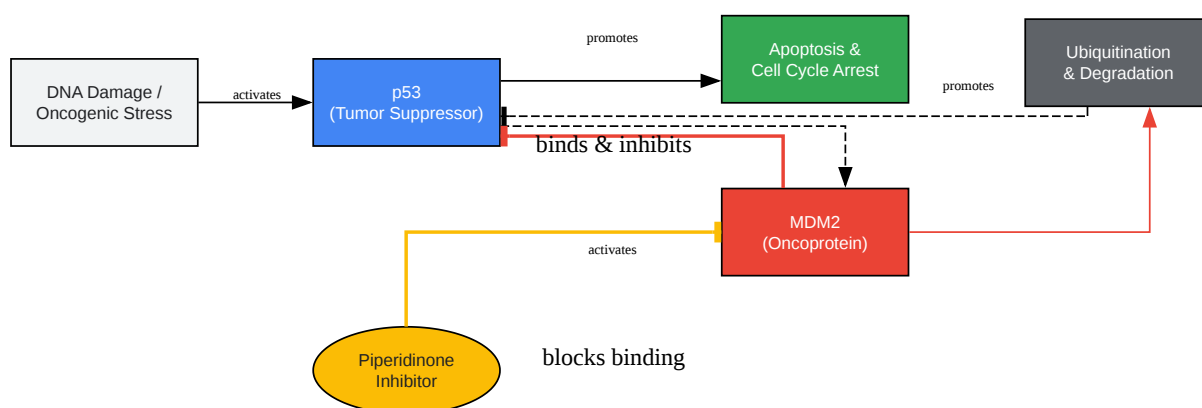 promotes
Apoptosis &
Cell Cycle Arrest
Ubiquitination
& Degradation
DNA Damage /
Oncogenic Stress
activates
p53
(Tumor Suppressor)
promotes
binds & inhibits
MDM2
(Oncoprotein)
activates
Piperidinone
Inhibitor
blocks binding